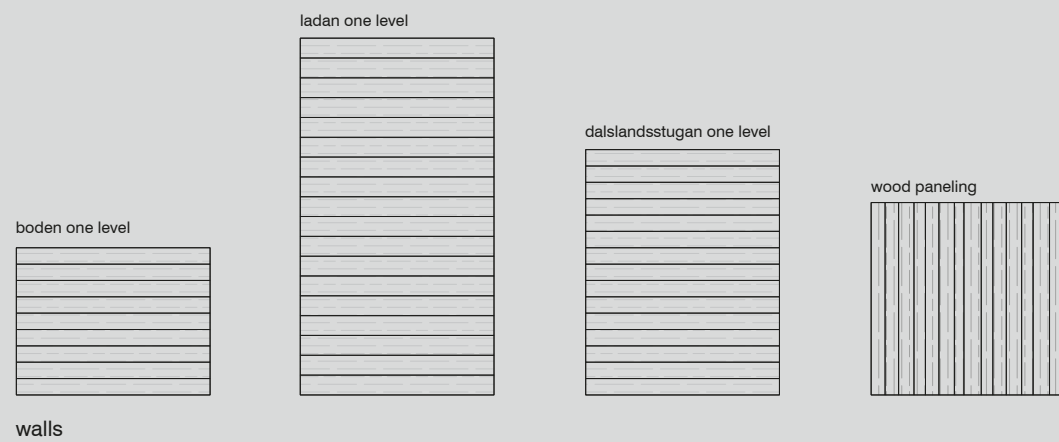 ladan one level
dalslandsstugan one level
wood paneling
boden one level
walls